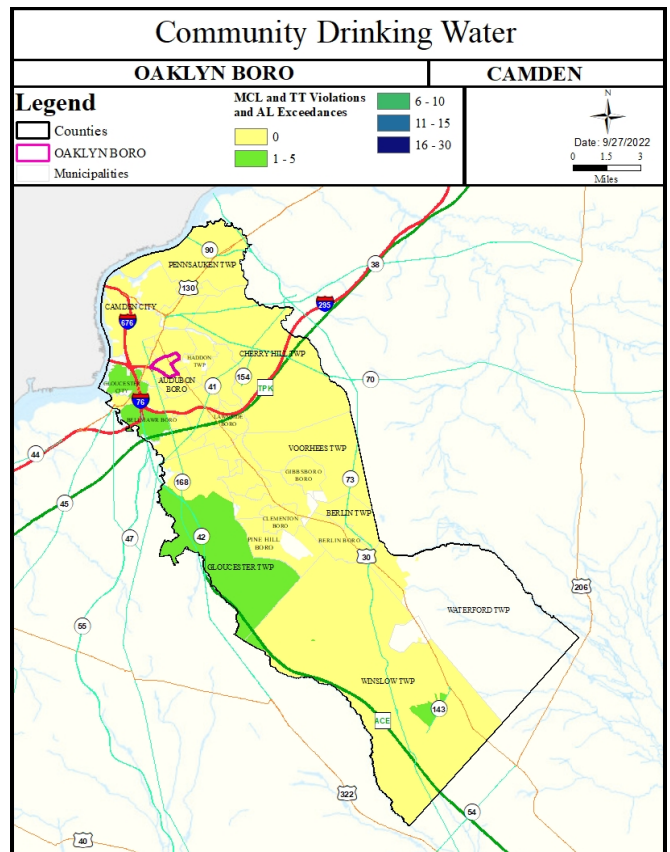 Community Drinking Water
OAKLYN BORO
CAMDEN
Legend
Counties
OAKLYN BORO
Municipalities
MCL and TT Violations
and AL Exceedances
0
1 - 5
6 - 10
11 - 15
16 - 30
N
Date: 9/27/2022
0 1.5 3
Miles
90
PENNSAUKEN TWP
38
130
CAMDEN CITY
295
676
HADDON
TWP
CHERRY HILL TWP
AUDUBON
BORO
154
70
GLOUCESTER
CITY
41
TPK
76
BELLMAWR BORO
BORO
44
VOORHEES TWP
168
GIBBSBORO
BORO
73
45
CLEMENTON
BORO
BERLIN TWP
47
42
PINE HILL
BORO
BERLIN BORO
30
GLOUCESTER TWP
206
WATERFORD TWP
55
WINSLOW TWP
143
ACE
322
54
40